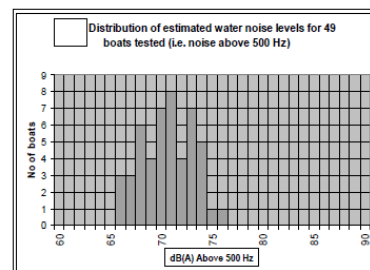 Distribution of estimated water noise levels for 49
boats tested (i.e. noise above 500 Hz)
No of boats
9
8
7
6
5
4
3
2
1
0
60 65 70 75 80 85 90
dB(A) Above 500 Hz